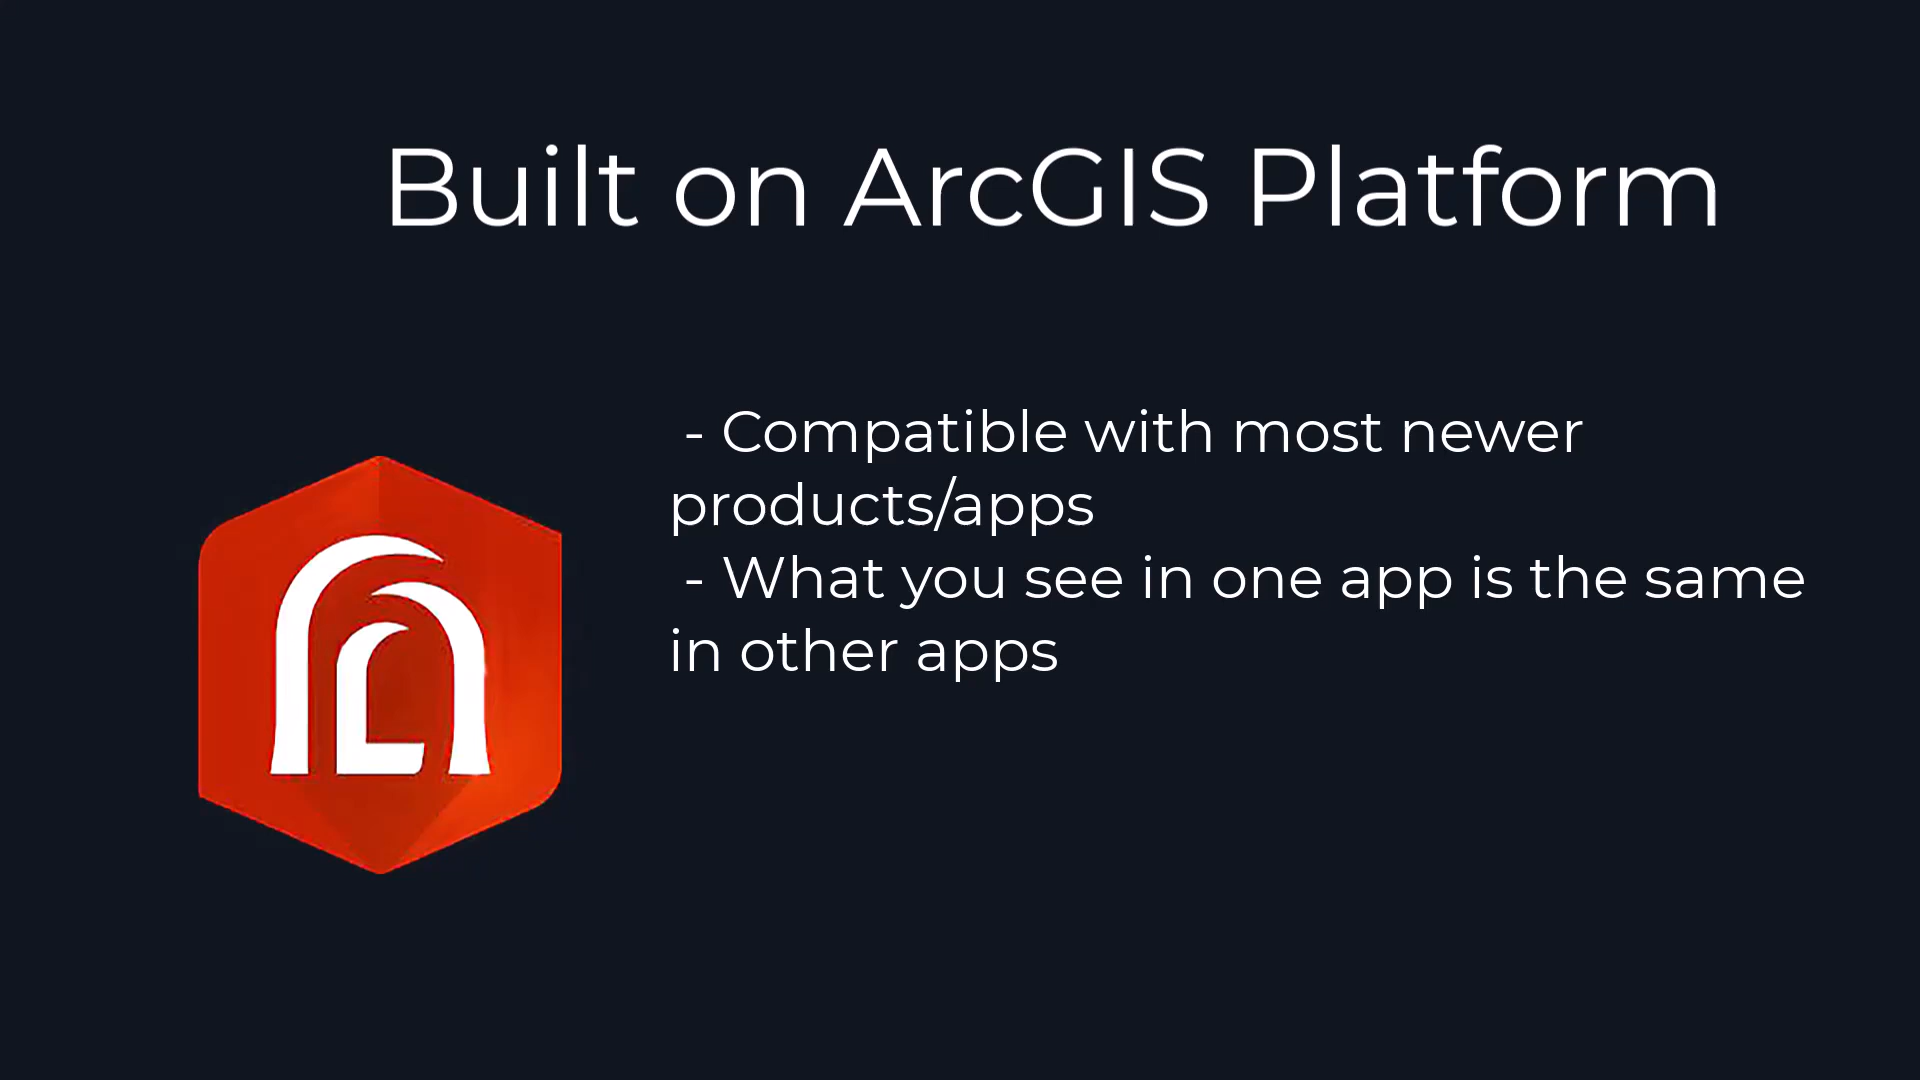 Built on ArcGIS Platform
- Compatible with most newer
products/apps
- What you see in one app is the same
in other apps